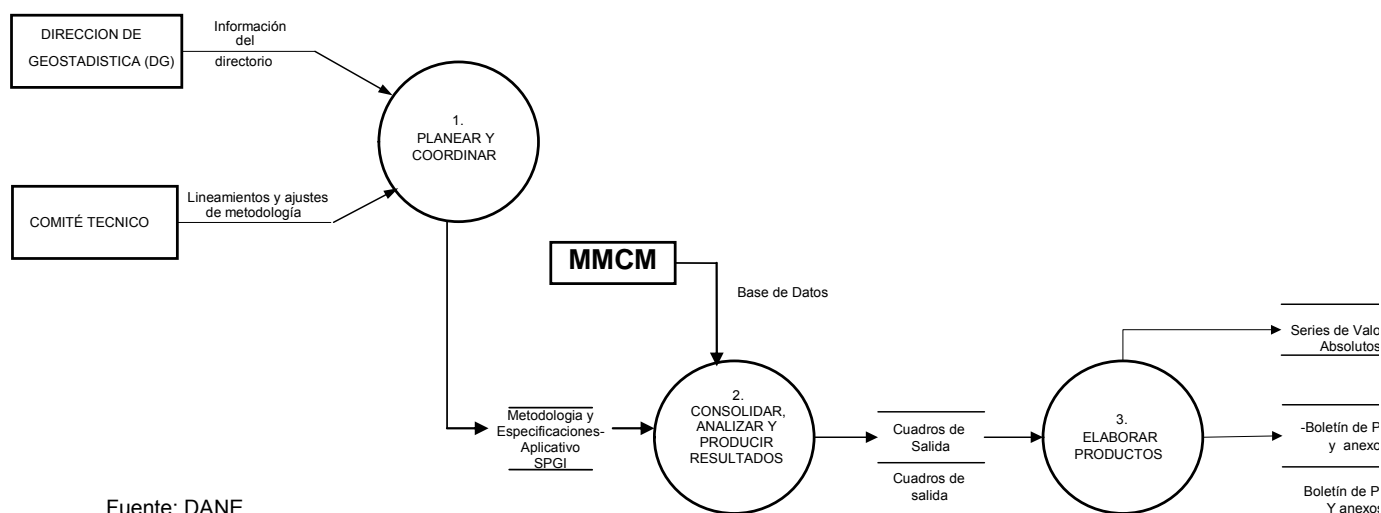 DIRECCION DE
GEOSTADISTICA (DG)
Información
del
directorio
1.
PLANEAR Y
COORDINAR
COMITÉ TECNICO
Lineamientos y ajustes
de metodología
MMCM
Base de Datos
Metodologia y
Especificaciones-
Aplicativo
SPGI
2.
CONSOLIDAR,
ANALIZAR Y
PRODUCIR
RESULTADOS
Cuadros de
Salida
Cuadros de
salida
3.
ELABORAR
PRODUCTOS
Series de Valo
Absolutos
-Boletín de P
y anexo
Boletín de P
Y anexos
Fuente: DANE